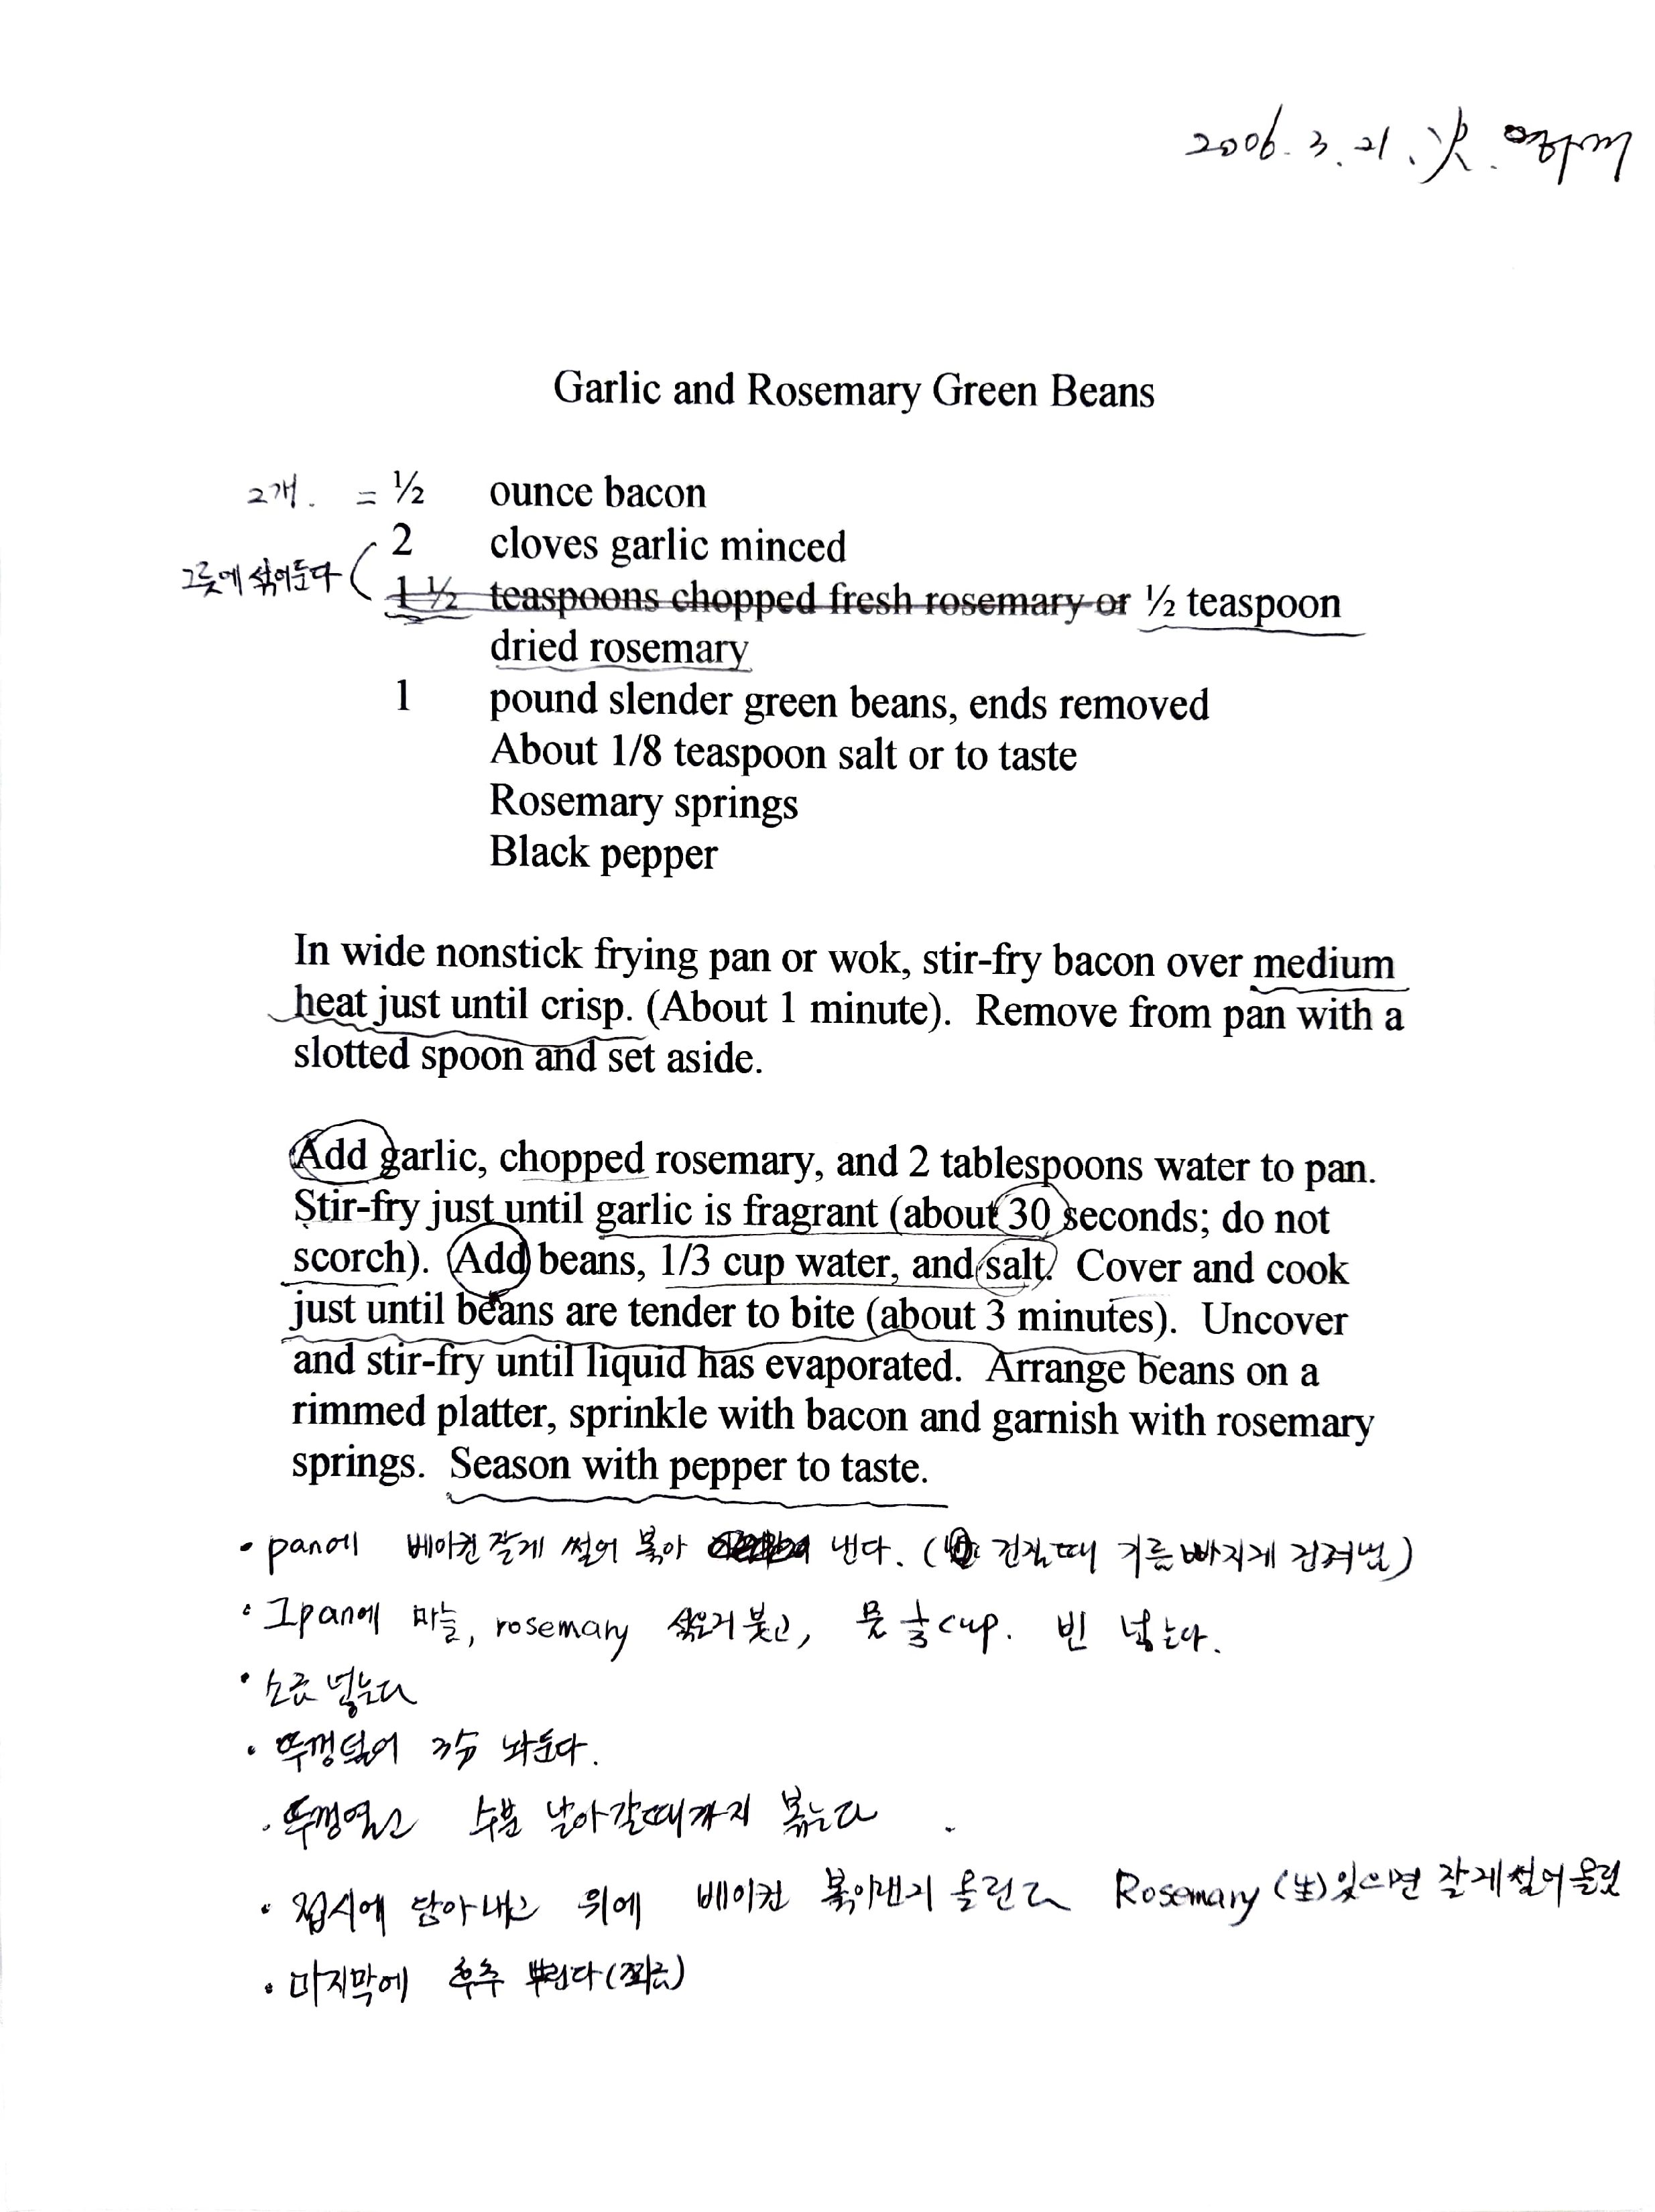 2006. 3. 21. 火.
Garlic and Rosemary Green Beans
2개. = ½ ounce bacon
2 cloves garlic minced
그릇에 섞어둔다
1 ½ teaspoons chopped fresh rosemary or ½ teaspoon
dried rosemary
1 pound slender green beans, ends removed
About 1/8 teaspoon salt or to taste
Rosemary springs
Black pepper
In wide nonstick frying pan or wok, stir-fry bacon over medium
heat just until crisp. (About 1 minute). Remove from pan with a
slotted spoon and set aside.
Add garlic, chopped rosemary, and 2 tablespoons water to pan.
Stir-fry just until garlic is fragrant (about 30 seconds; do not
scorch). Add beans, 1/3 cup water, and salt. Cover and cook
just until beans are tender to bite (about 3 minutes). Uncover
and stir-fry until liquid has evaporated. Arrange beans on a
rimmed platter, sprinkle with bacon and garnish with rosemary
springs. Season with pepper to taste.
• pan에 베이컨 잘게 썰어 볶아 낸다. ( 건질때 기름빠지게 건져냄)
• 그pan에 마늘, rosemary 섞은거 붓고, 물 ⅓cup. 빈 넣는다.
• 소금 넣는다
• 뚜껑덮어 3分 놔둔다.
• 뚜껑열고 수분 날아갈때까지 볶는다
• 접시에 담아내고 위에 베이컨 볶아낸거 올린다 Rosemary (生)있으면 잘게썰어올림
• 마지막에 후추 뿌린다(조금)